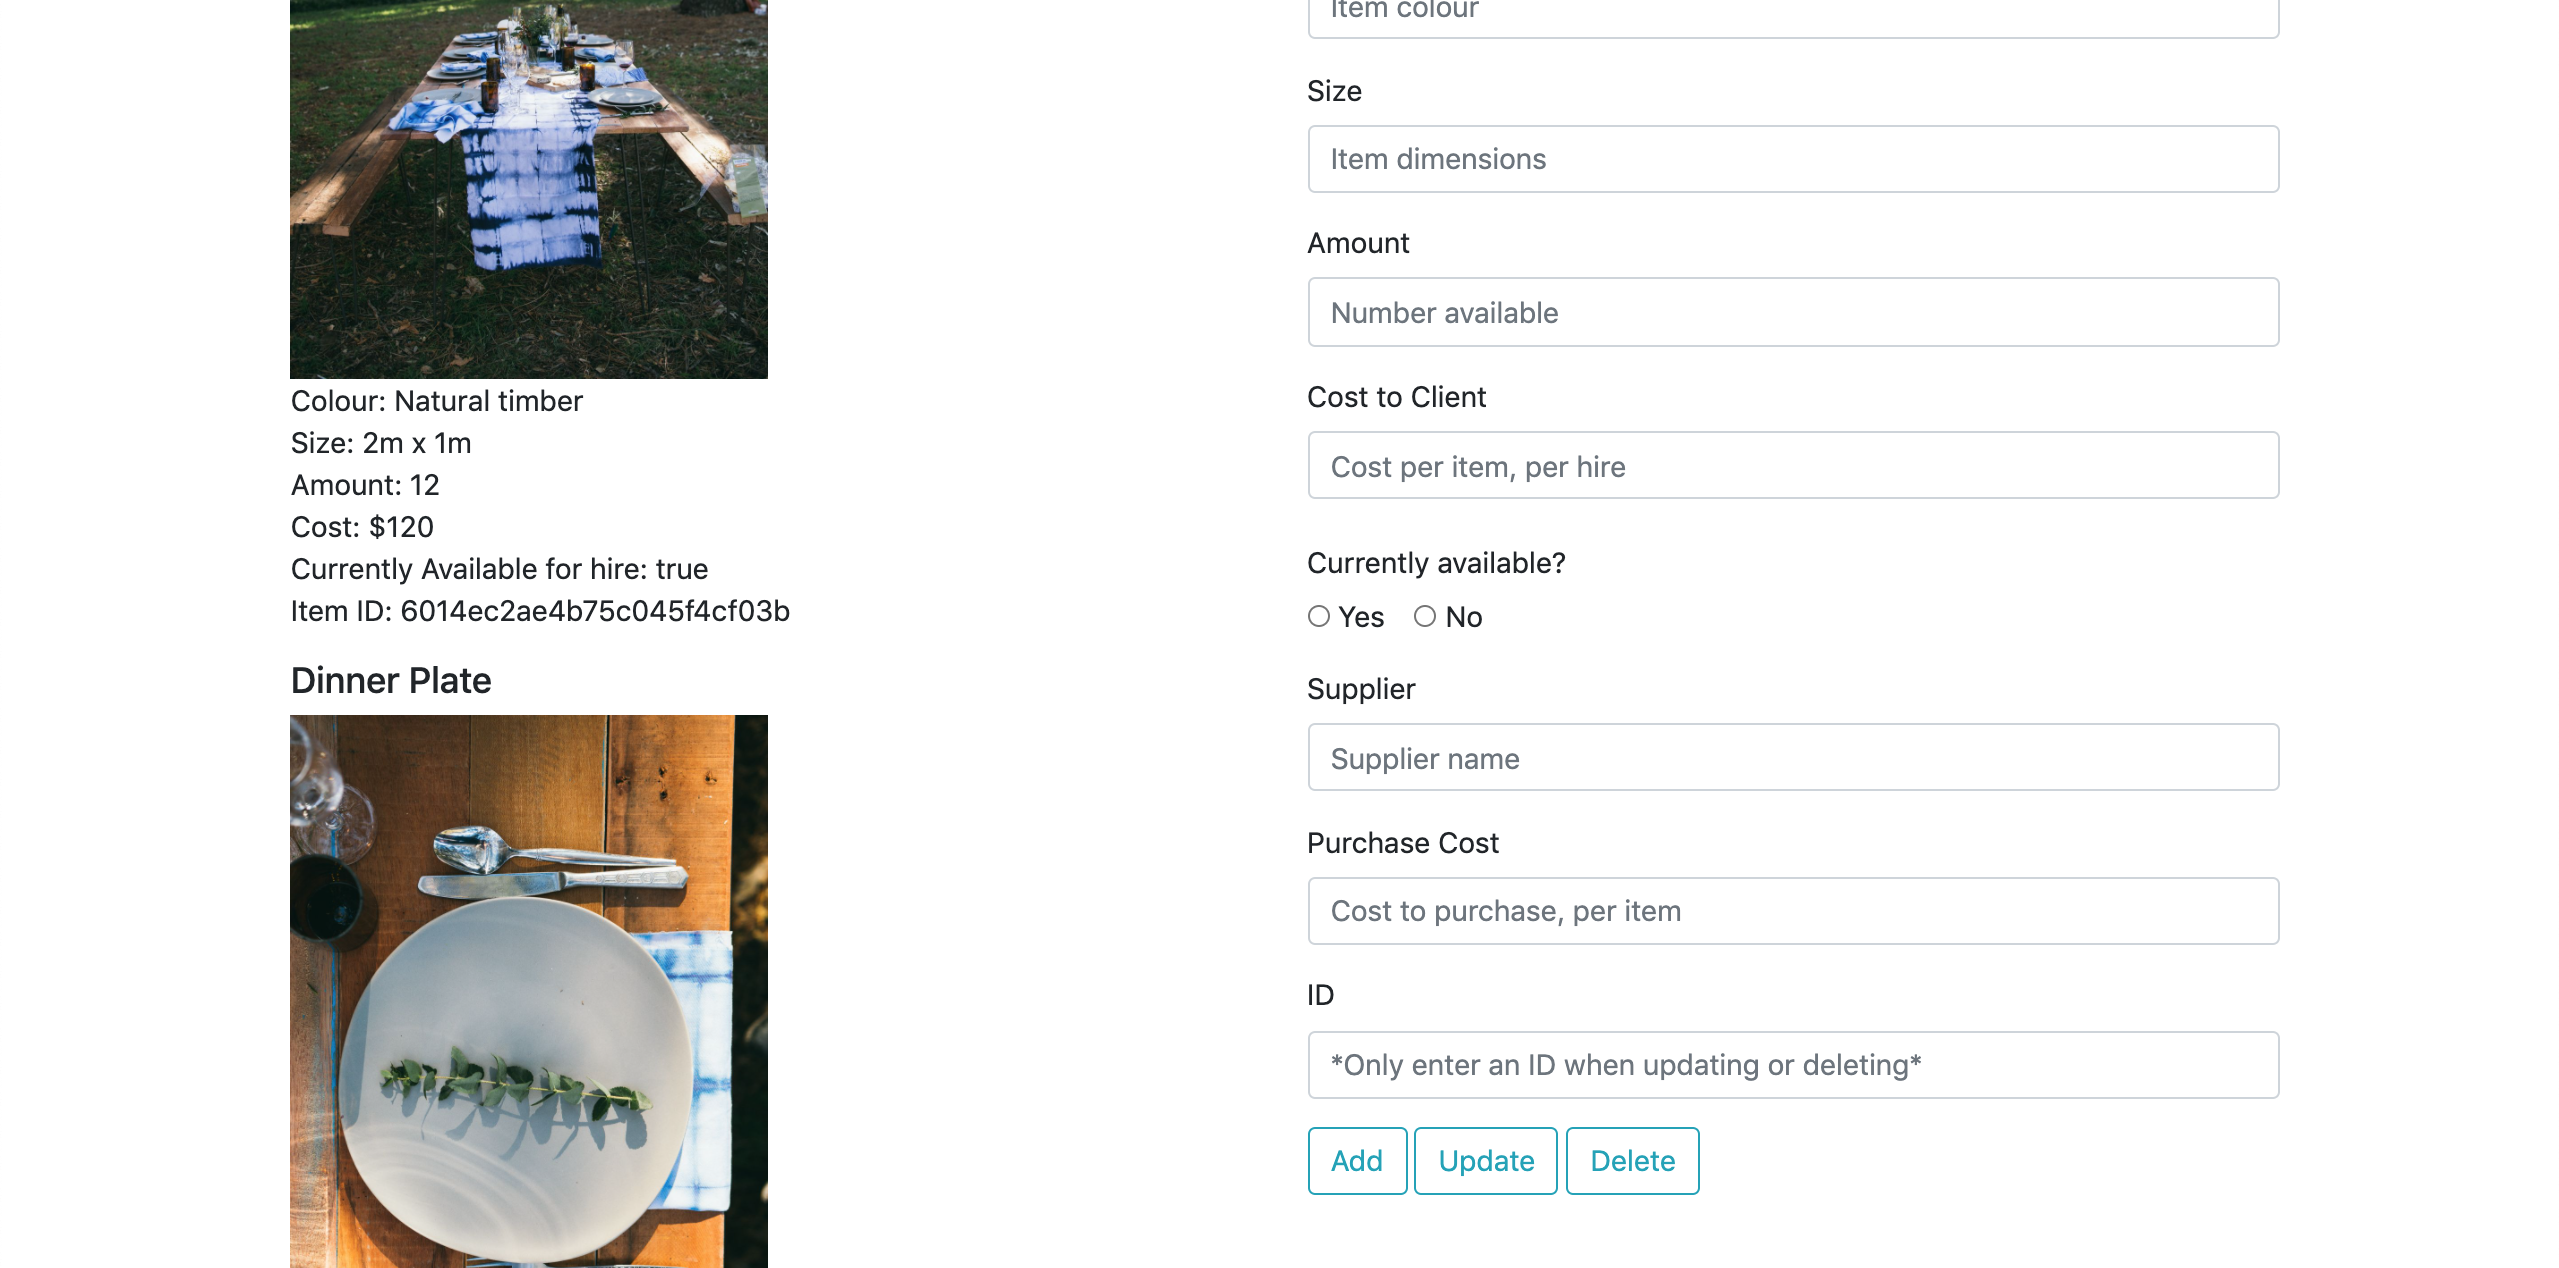 Colour: Natural timber
Size: 2m x 1m
Amount: 12
Cost: $120
Currently Available for hire: true
Item ID: 6014ec2ae4b75c045f4cf03b
Dinner Plate
Item colour
Size
Item dimensions
Amount
Number available
Cost to Client
Cost per item, per hire
Currently available?
Yes No
Supplier
Supplier name
Purchase Cost
Cost to purchase, per item
ID
*Only enter an ID when updating or deleting*
Add Update Delete